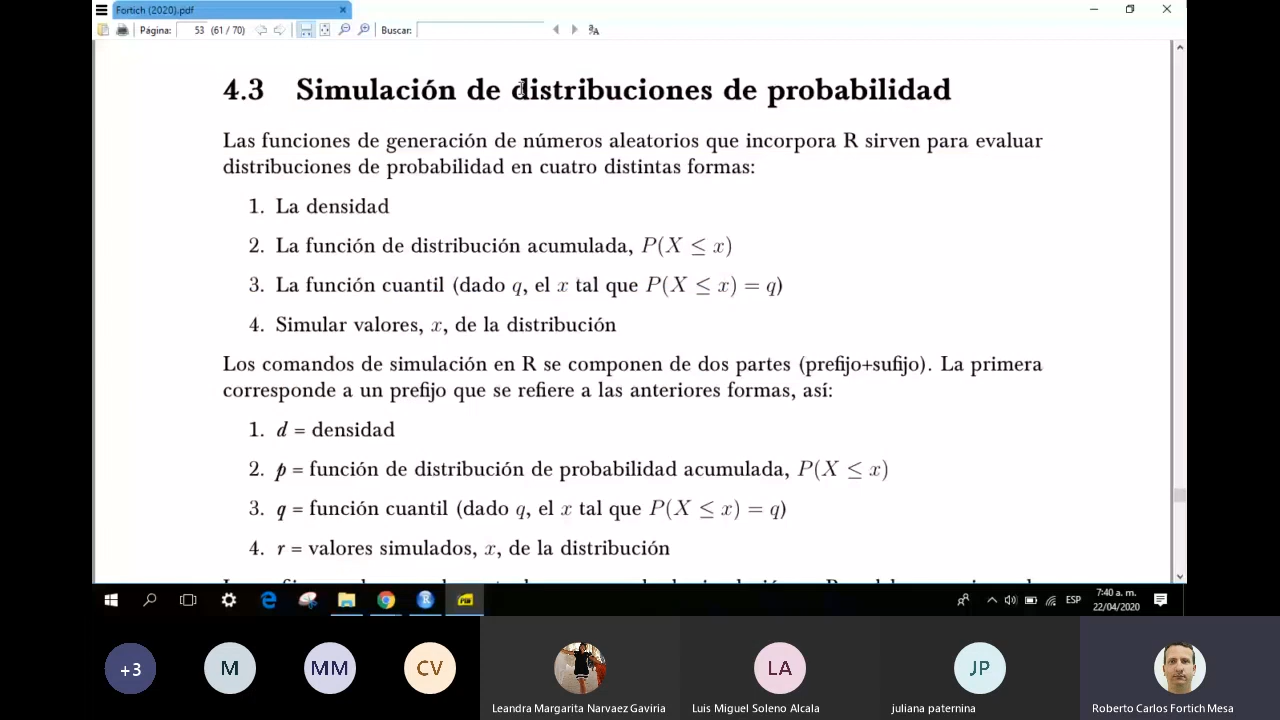 Fortich (2020).pdf
Página: 53 (61 / 70) Buscar:
4.3 Simulación de distribuciones de probabilidad
Las funciones de generación de números aleatorios que incorpora R sirven para evaluar
distribuciones de probabilidad en cuatro distintas formas:
1. La densidad
2. La función de distribución acumulada, P(X ≤ x)
3. La función cuantil (dado q, el x tal que P(X ≤ x) = q)
4. Simular valores, x, de la distribución
Los comandos de simulación en R se componen de dos partes (prefijo+sufijo). La primera
corresponde a un prefijo que se refiere a las anteriores formas, así:
1. d = densidad
2. p = función de distribución de probabilidad acumulada, P(X ≤ x)
3. q = función cuantil (dado q, el x tal que P(X ≤ x) = q)
4. r = valores simulados, x, de la distribución
ESP
7:40 a. m.
22/04/2020
+3
M
MM
CV
LA
JP
Leandra Margarita Narvaez Gaviria
Luis Miguel Soleno Alcala
juliana paternina
Roberto Carlos Fortich Mesa